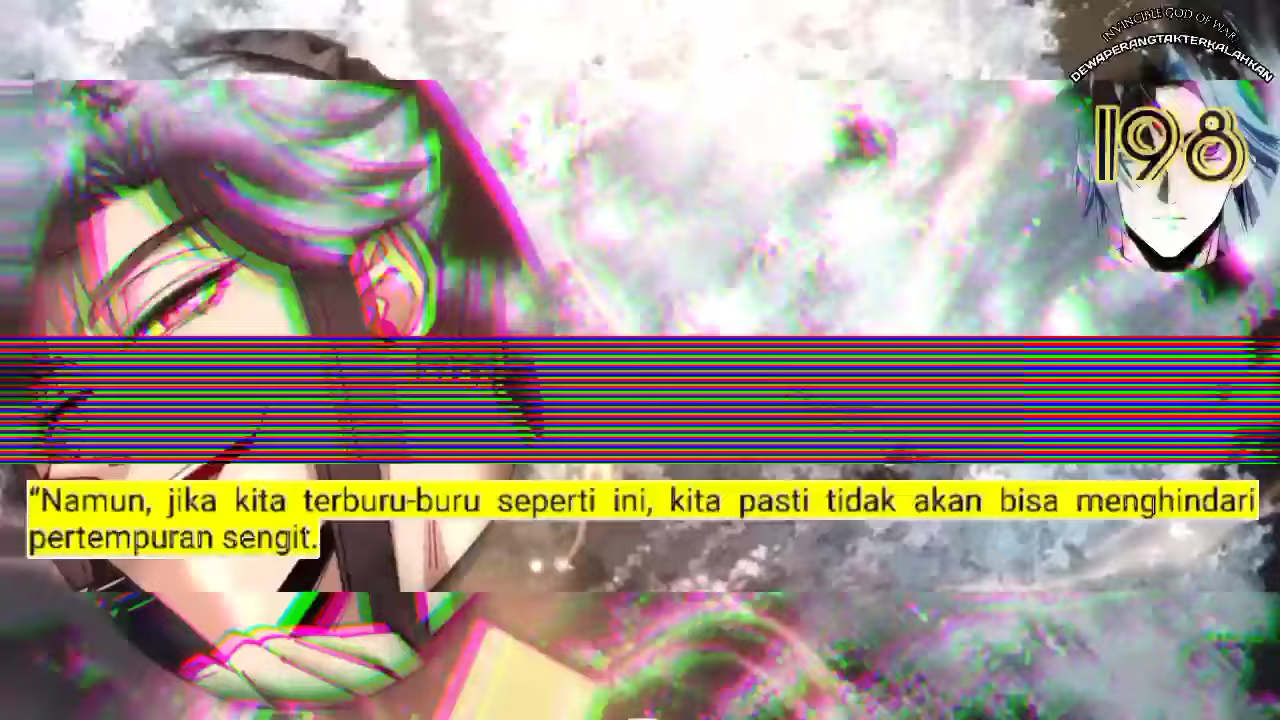 INVINCIBLE GOD OF WAR
DEWAPERANGTAKTERKALAHKAN
198
“Namun, jika kita terburu-buru seperti ini, kita pasti tidak akan bisa menghindari
pertempuran sengit.